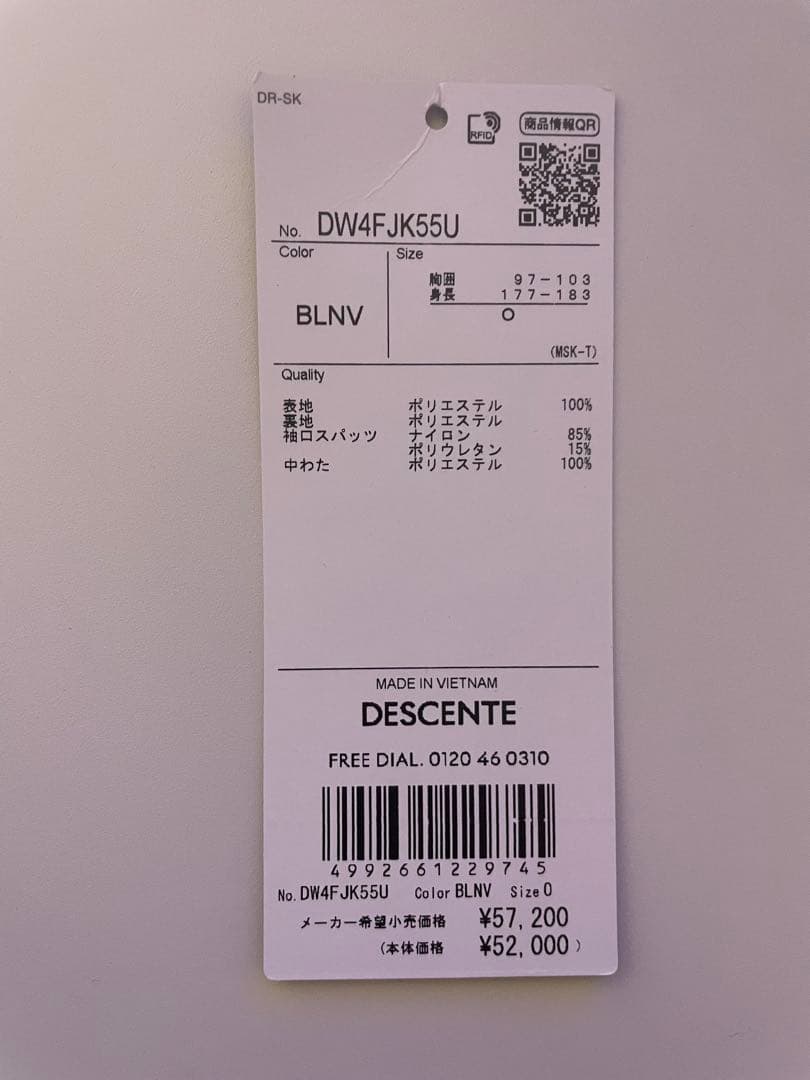 DR-SK
RFID
商品情報QR
No. DW4FJK55U
Color
Size
胸囲 97-103
身長 177-183
BLNV
O
(MSK-T)
Quality
表地 ポリエステル 100%
裏地 ポリエステル
袖口スパッツ ナイロン 85%
ポリウレタン 15%
中わた ポリエステル 100%
MADE IN VIETNAM
DESCENTE
FREE DIAL. 0120 46 0310
4992661229745
No. DW4FJK55U Color BLNV Size O
メーカー希望小売価格 ¥57,200
(本体価格 ¥52,000)